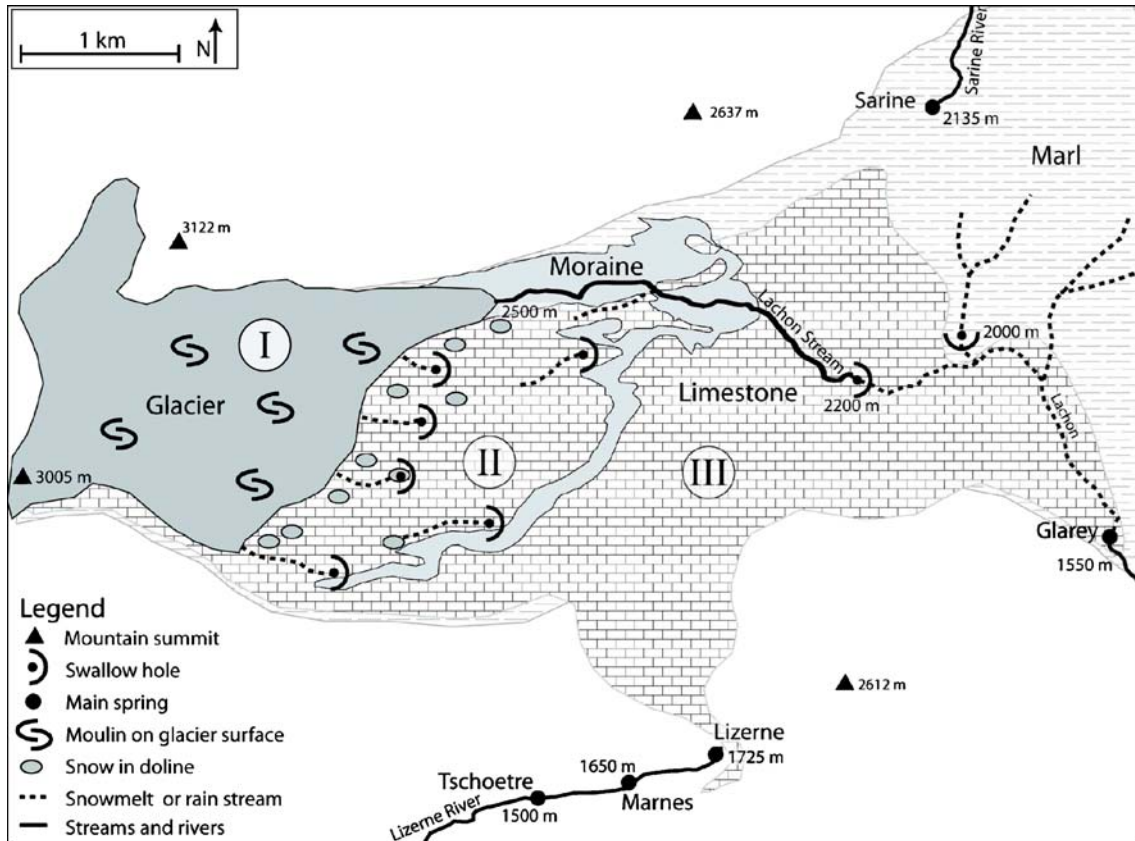 1 km
N
Sarine River
Sarine
2135 m
2637 m
Marl
3122 m
Moraine
2500 m
Lachon Stream
2000 m
I
Glacier
Limestone
2200 m
Lachon
II
III
3005 m
Glarey
1550 m
Legend
Mountain summit
Swallow hole
Main spring
Moulin on glacier surface
Snow in doline
Snowmelt or rain stream
Streams and rivers
2612 m
Lizerne
1725 m
1650 m
Marnes
Tschoetre
1500 m
Lizerne River